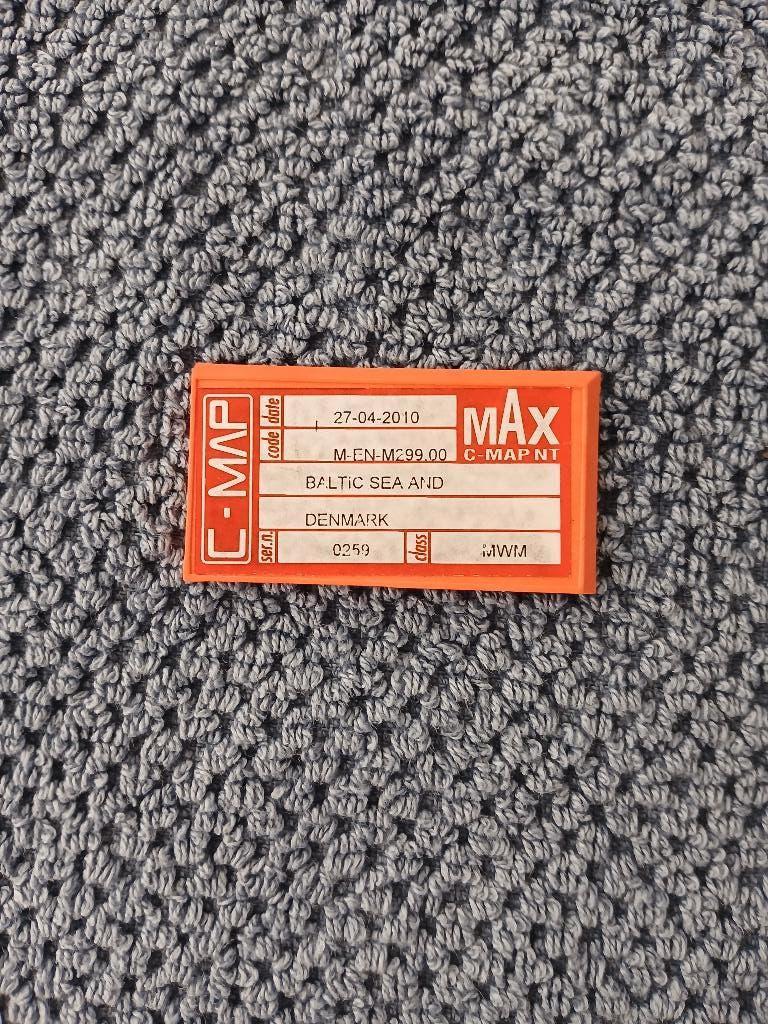 C-MAP
date 27-04-2010
code M-EN-M299.00
MAX
C-MAP NT
BALTIC SEA AND
DENMARK
ser.n. 0259 class MWM